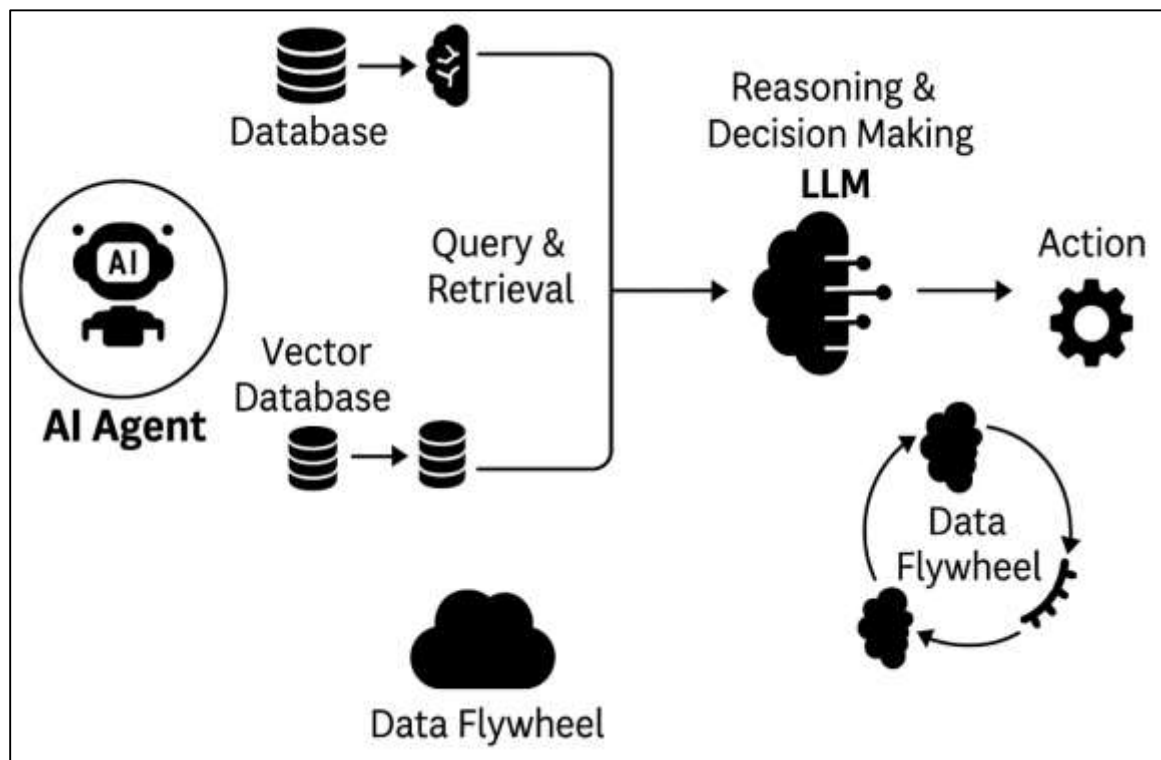 Database
AI
AI Agent
Vector
Database
Query &
Retrieval
Reasoning &
Decision Making
LLM
Action
Data
Flywheel
Data Flywheel